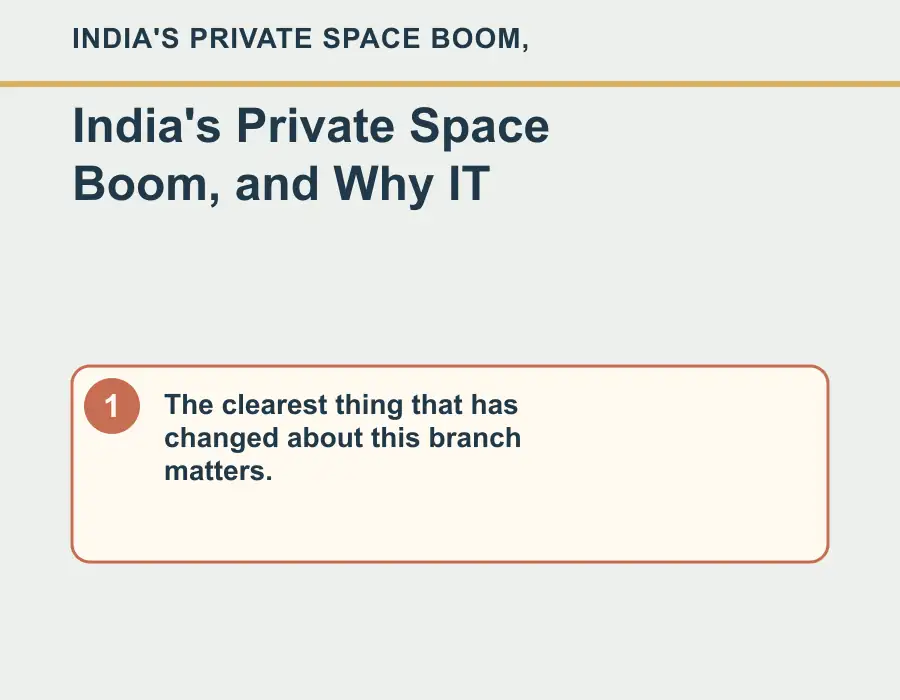 INDIA'S PRIVATE SPACE BOOM,
India's Private Space
Boom, and Why IT
1
The clearest thing that has
changed about this branch
matters.